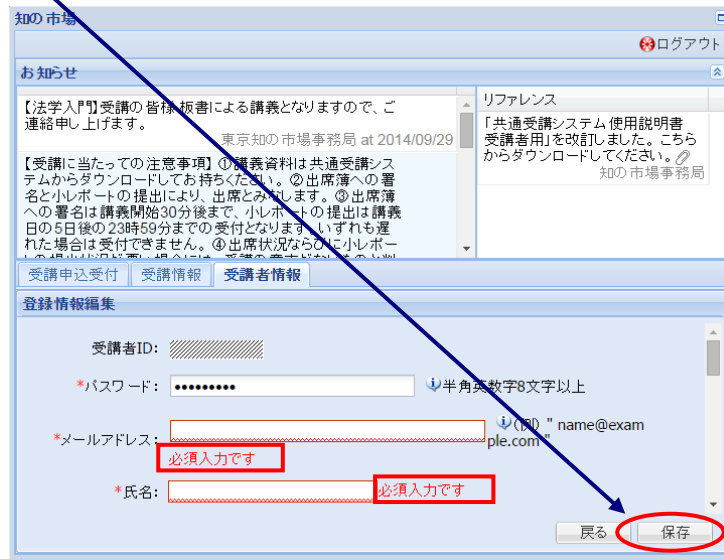 知の市場
ログアウト
お知らせ
【法学入門】受講の皆様 板書による講義となりますので、ご
連絡申し上げます。
東京知の市場事務局 at 2014/09/29
【受講に当たっての注意事項】①講義資料は共通受講シス
テムからダウンロードしてお持ちください。②出席簿への署
名と小レポートの提出により、出席とみなします。③出席簿
への署名は講義開始30分後まで、小レポートの提出は講義
日の5日後の23時59分までの受付となります。いずれも遅
れた場合は受付できません。④出席状況ならびに小レポー
リファレンス
「共通受講システム使用説明書
受講者用」を改訂しました。こちら
からダウンロードしてください。
知の市場事務局
受講申込受付 受講情報 受講者情報
登録情報編集
受講者ID:
*パスワード: ●●●●●●●●● 半角英数字8文字以上
*メールアドレス: (例) " name@exam
ple.com "
必須入力です
*氏名: 必須入力です
戻る 保存